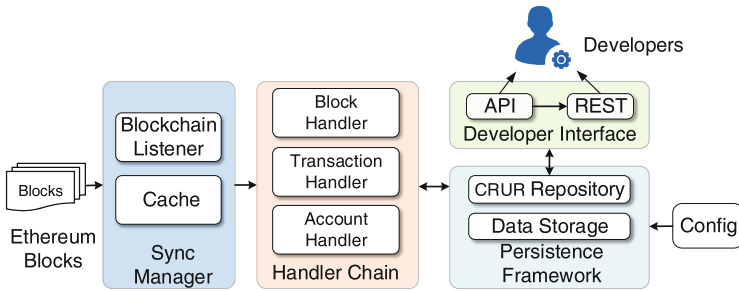 Developers
API
REST
Developer Interface
Block
Handler
Blockchain
Listener
Transaction
Handler
Cache
Blocks
CRUR Repository
Account
Handler
Data Storage
Config
Ethereum
Blocks
Sync
Manager
Handler Chain
Persistence
Framework